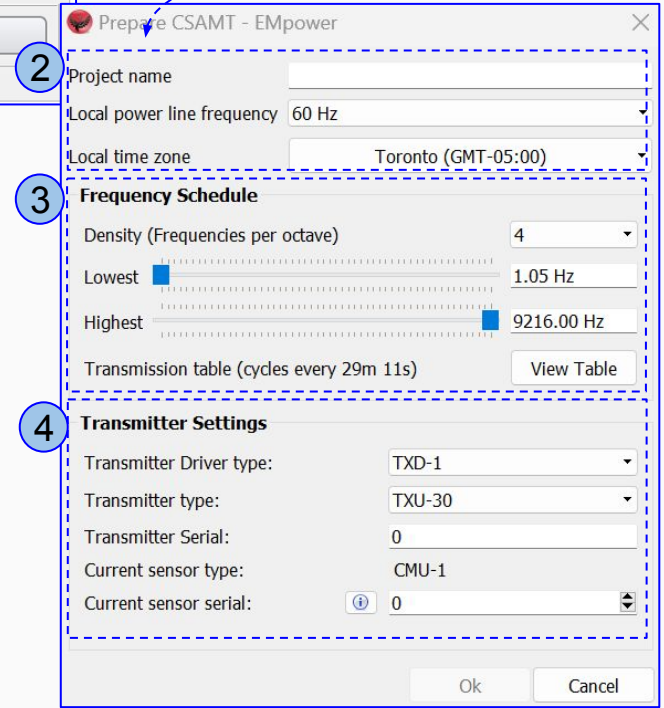 Prepare CSAMT - EMpower
2
Project name
Local power line frequency 60 Hz
Local time zone Toronto (GMT-05:00)
3
Frequency Schedule
Density (Frequencies per octave) 4
Lowest 1.05 Hz
Highest 9216.00 Hz
Transmission table (cycles every 29m 11s) View Table
4
Transmitter Settings
Transmitter Driver type: TXD-1
Transmitter type: TXU-30
Transmitter Serial: 0
Current sensor type: CMU-1
Current sensor serial: i 0
Ok Cancel